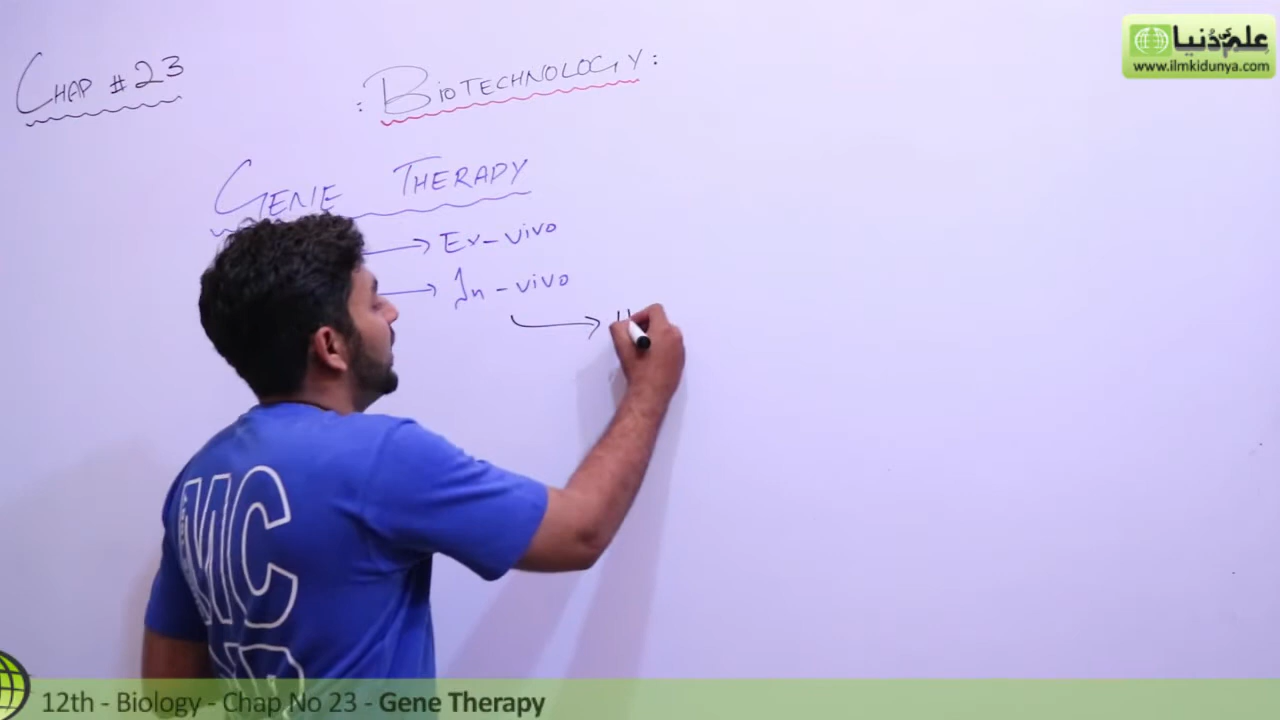 CHAP # 23
: BIOTECHNOLOGY :
GENE THERAPY
Ex-vivo
In-vivo
علم کی دُنیا
www.ilmkidunya.com
12th - Biology - Chap No 23 - Gene Therapy